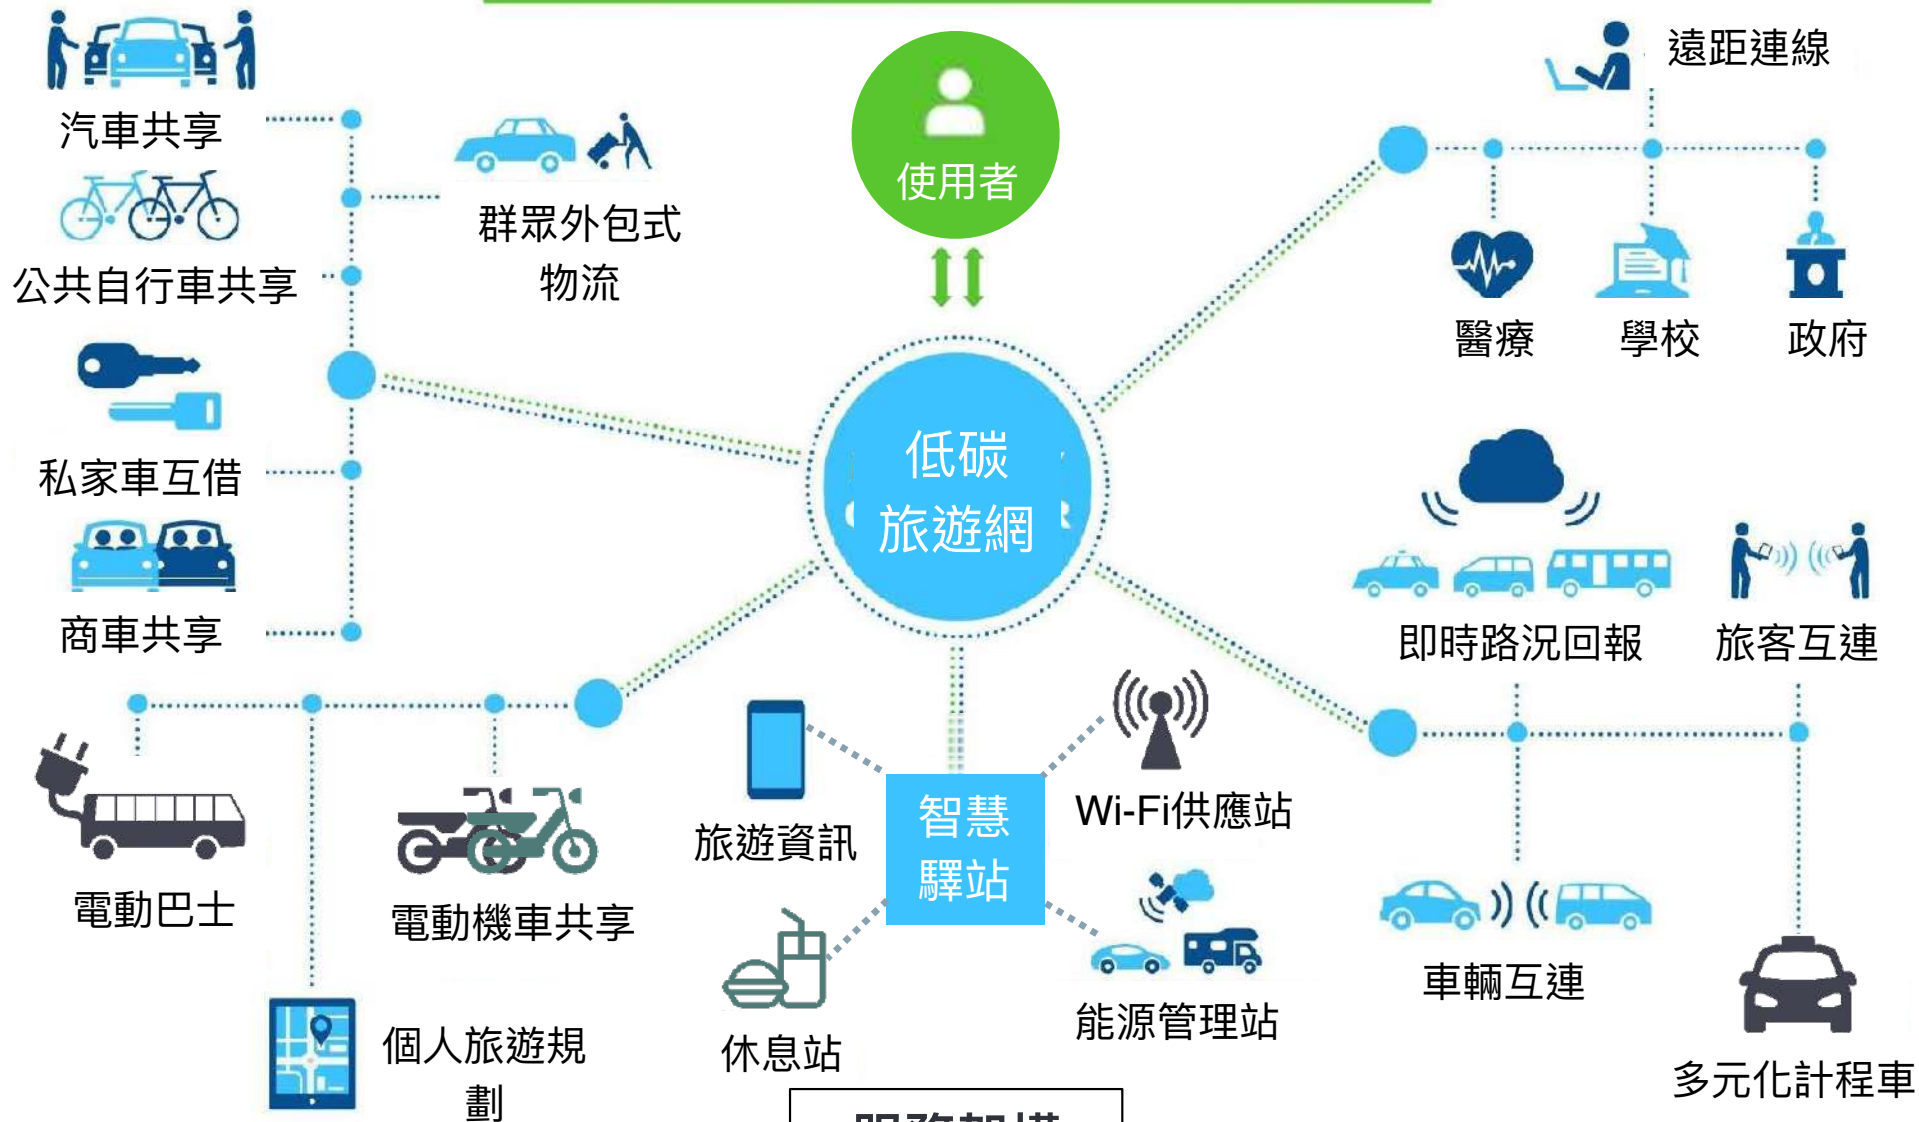 遠距連線
汽車共享
使用者
群眾外包式
物流
公共自行車共享
醫療
學校
政府
私家車互借
低碳
旅遊網
商車共享
即時路況回報
旅客互連
智慧
驛站
Wi-Fi供應站
旅遊資訊
電動巴士
電動機車共享
車輛互連
能源管理站
休息站
個人旅遊規
劃
多元化計程車
服務架構